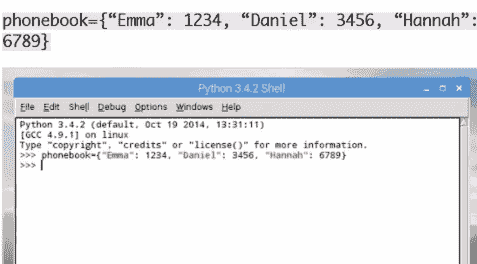 phonebook={“Emma”: 1234, “Daniel”: 3456, “Hannah”:
6789}
Python 3.4.2 Shell
File Edit Shell Debug Options Windows Help
Python 3.4.2 (default, Oct 19 2014, 13:31:11)
[GCC 4.9.1] on linux
Type "copyright", "credits" or "license()" for more information.
>>> phonebook={"Emma": 1234, "Daniel": 3456, "Hannah": 6789}
>>>